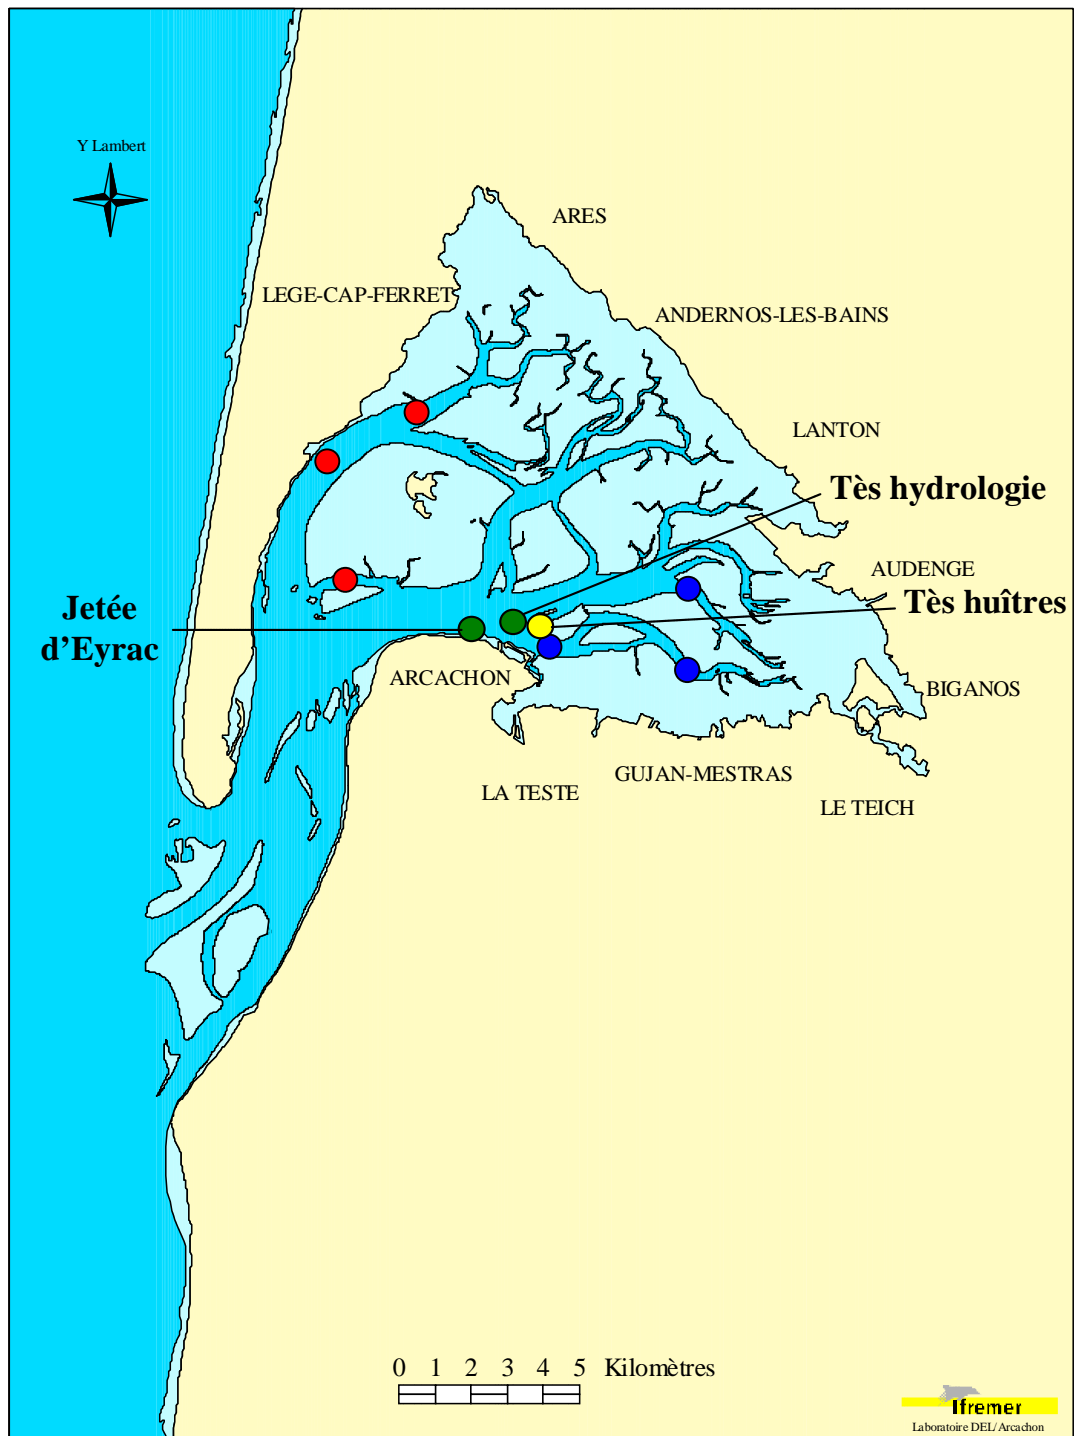 Y Lambert
ARES
LEGE-CAP-FERRET
ANDERNOS-LES-BAINS
LANTON
Tès hydrologie
AUDENGE
Tès huîtres
Jetée
d'Eyrac
ARCACHON
BIGANOS
GUJAN-MESTRAS
LA TESTE
LE TEICH
0 1 2 3 4 5 Kilomètres
Ifremer
Laboratoire DEL/Arcachon